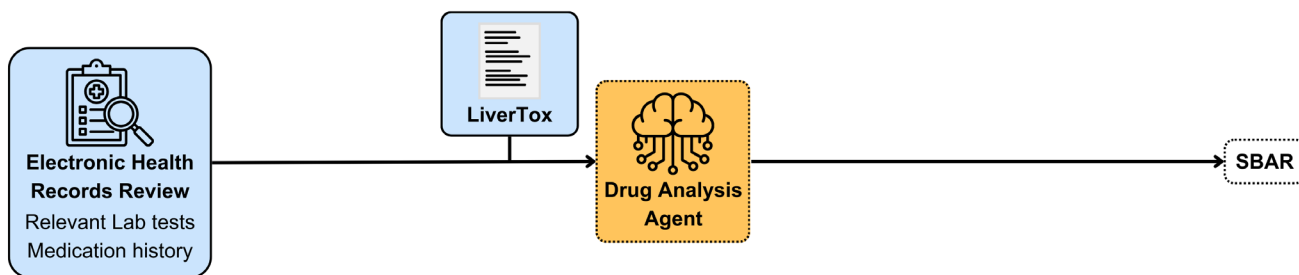 Electronic Health
Records Review
Relevant Lab tests
Medication history
LiverTox
Drug Analysis
Agent
SBAR